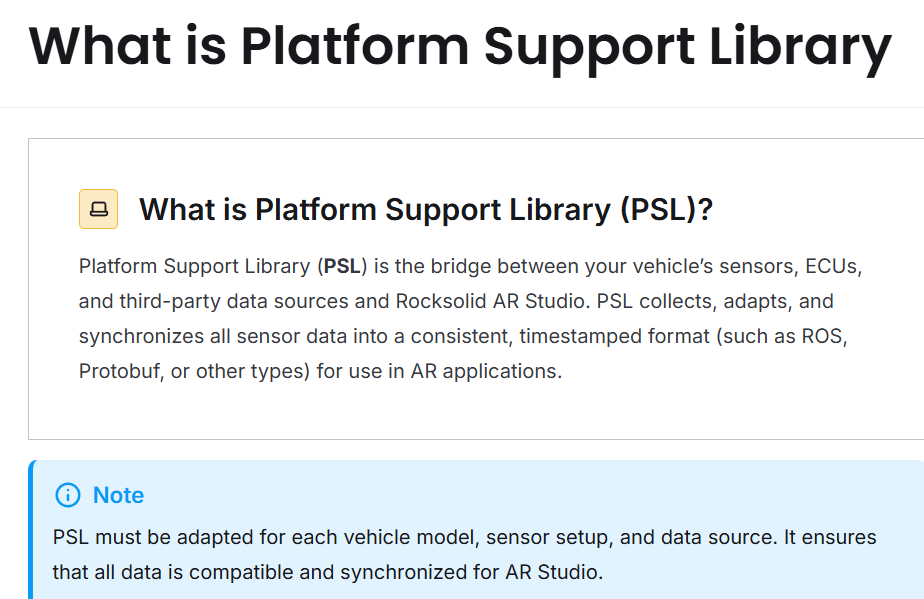 What is Platform Support Library
What is Platform Support Library (PSL)?
Platform Support Library (PSL) is the bridge between your vehicle’s sensors, ECUs,
and third-party data sources and Rocksolid AR Studio. PSL collects, adapts, and
synchronizes all sensor data into a consistent, timestamped format (such as ROS,
Protobuf, or other types) for use in AR applications.
Note
PSL must be adapted for each vehicle model, sensor setup, and data source. It ensures
that all data is compatible and synchronized for AR Studio.